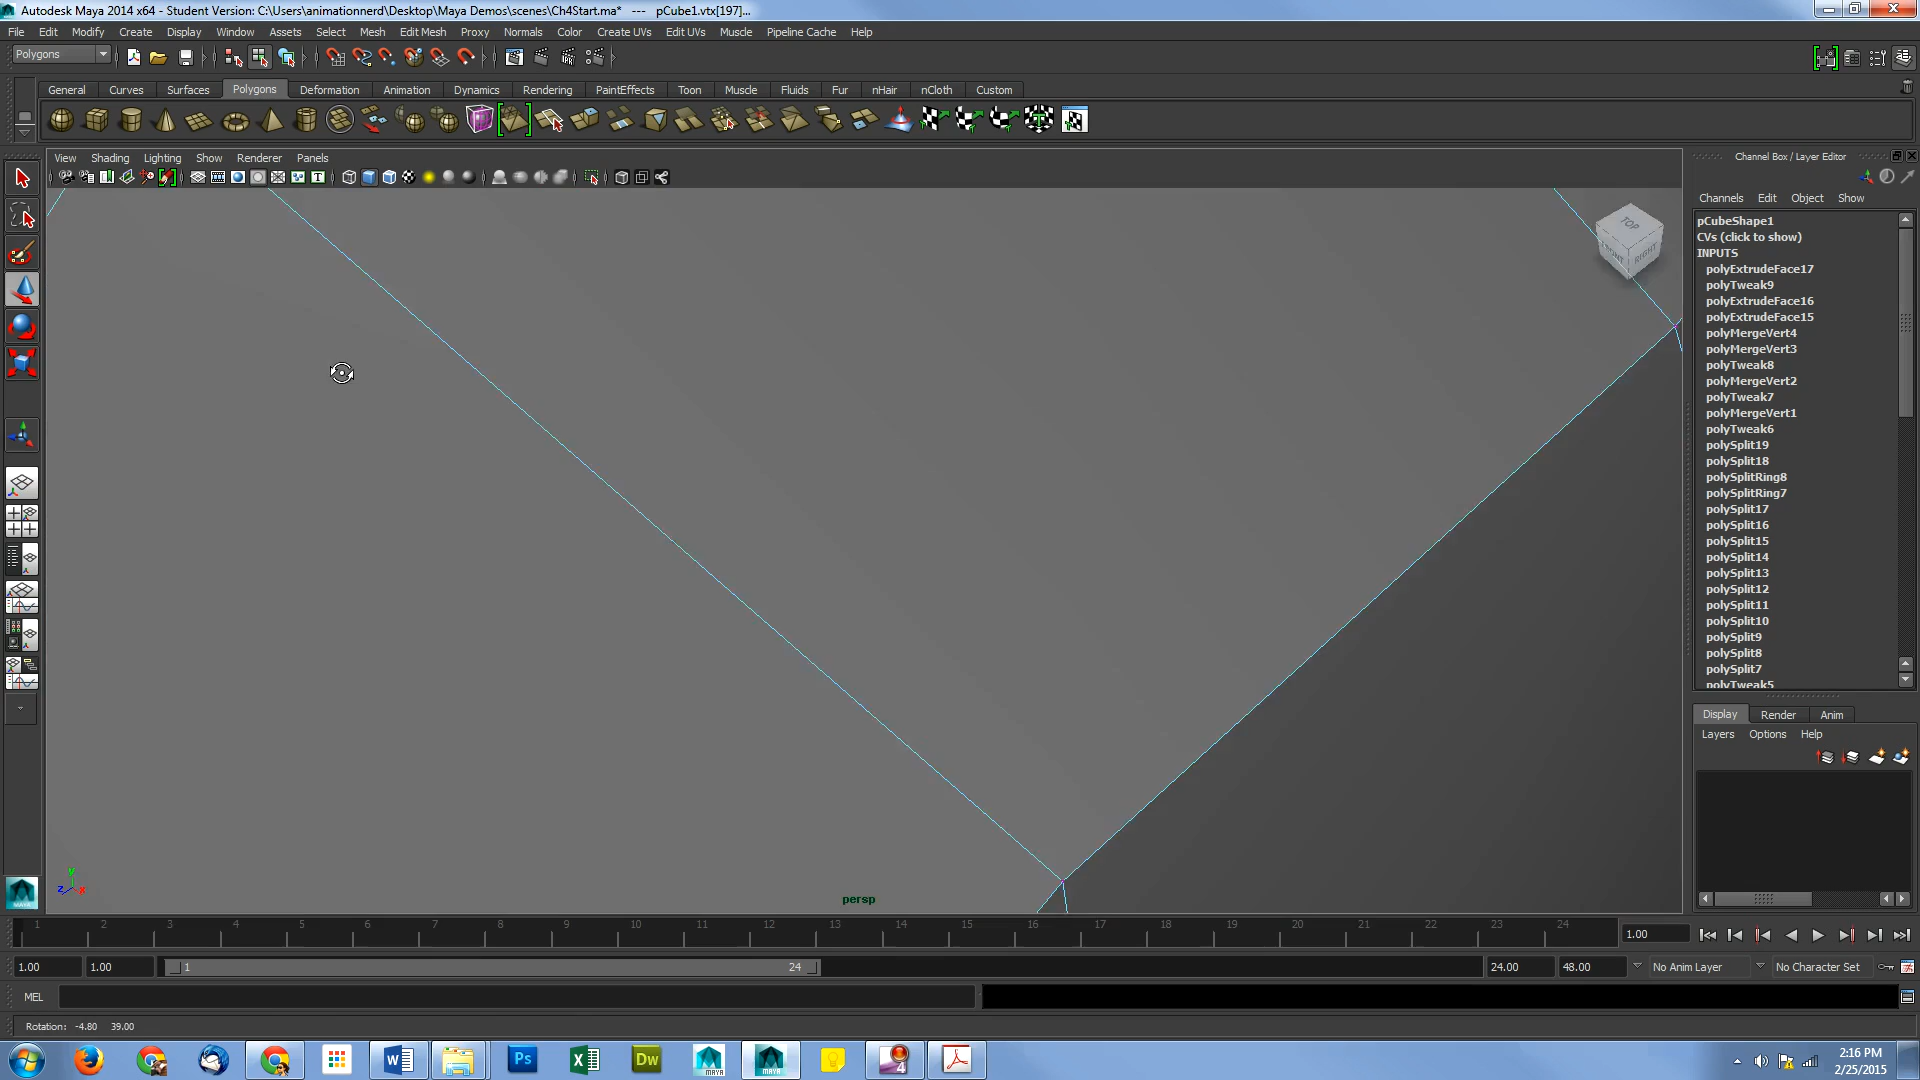 Autodesk Maya 2014 x64 - Student Version: C:\Users\animationnerd\Desktop\Maya Demos\scenes\Ch4Start.ma* --- pCube1.vtx[197]...
File Edit Modify Create Display Window Assets Select Mesh Edit Mesh Proxy Normals Color Create UVs Edit UVs Muscle Pipeline Cache Help
Polygons
General Curves Surfaces Polygons Deformation Animation Dynamics Rendering PaintEffects Toon Muscle Fluids Fur nHair nCloth Custom
View Shading Lighting Show Renderer Panels
Channel Box / Layer Editor
Channels Edit Object Show
TOP
RIGHT
pCubeShape1
CVs (click to show)
INPUTS
polyExtrudeFace17
polyTweak9
polyExtrudeFace16
polyExtrudeFace15
polyMergeVert4
polyMergeVert3
polyTweak8
polyMergeVert2
polyTweak7
polyMergeVert1
polyTweak6
polySplit19
polySplit18
polySplitRing8
polySplitRing7
polySplit17
polySplit16
polySplit15
polySplit14
polySplit13
polySplit12
polySplit11
polySplit10
polySplit9
polySplit8
polySplit7
polyTweak5
Display Render Anim
Layers Options Help
y
z x
persp
1 2 3 4 5 6 7 8 9 10 11 12 13 14 15 16 17 18 19 20 21 22 23 24
1.00
1.00 1.00 1 24 24.00 48.00 No Anim Layer No Character Set
MEL
Rotation: -4.80 39.00
Ps Dw
2:16 PM
2/25/2015